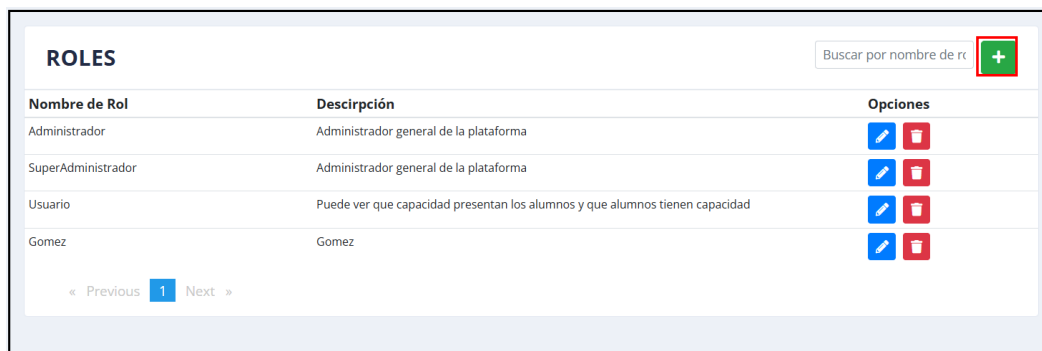 ROLES
Buscar por nombre de
+
Nombre de Rol Descirpción Opciones
Administrador Administrador general de la plataforma
SuperAdministrador Administrador general de la plataforma
Usuario Puede ver que capacidad presentan los alumnos y que alumnos tienen capacidad
Gomez Gomez
« Previous 1 Next »